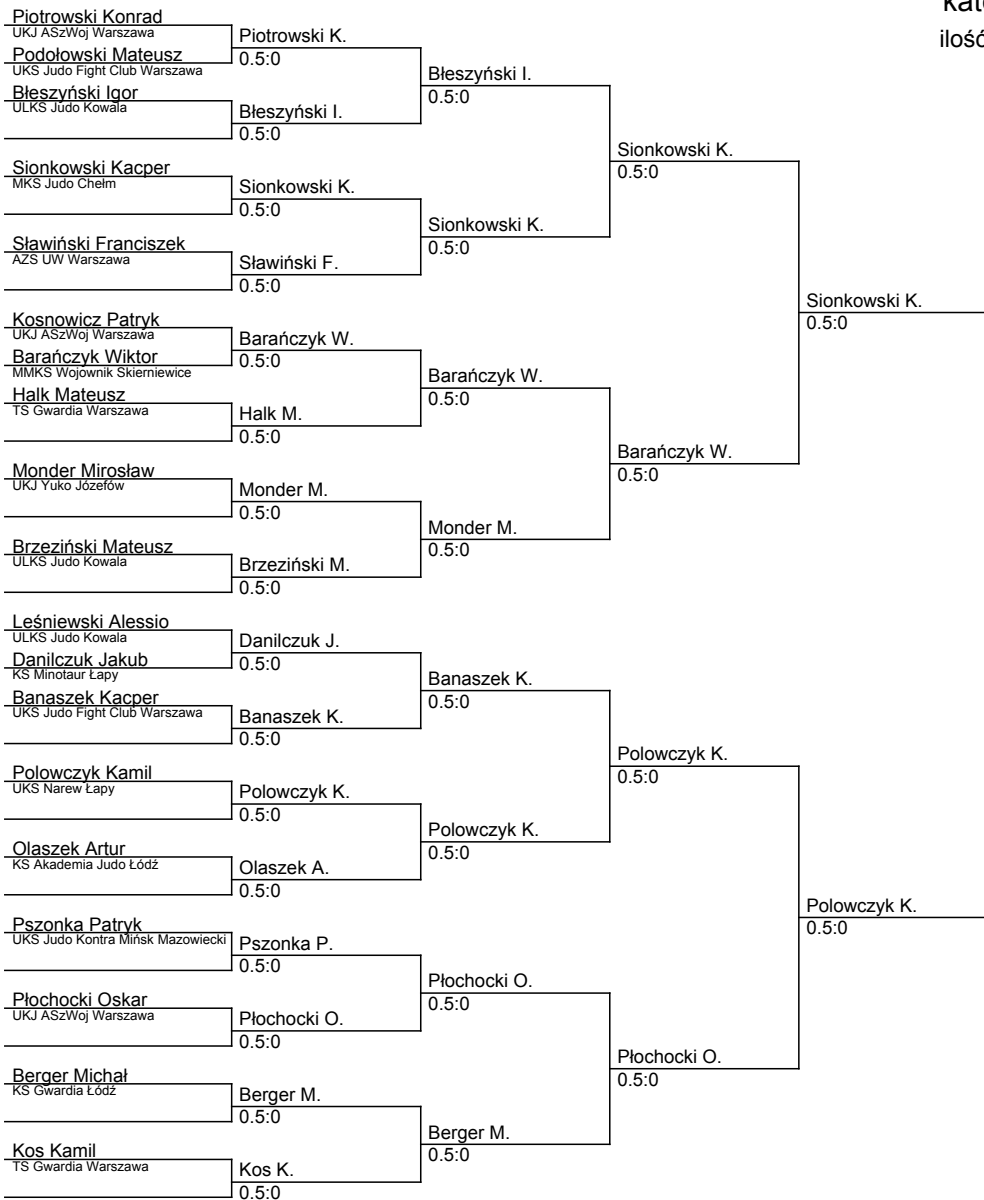 kate
ilość
Piotrowski Konrad
UKJ ASzWoj Warszawa
Podołowski Mateusz
UKS Judo Fight Club Warszawa
Błeszyński Igor
ULKS Judo Kowala
Sionkowski Kacper
MKS Judo Chełm
Sławiński Franciszek
AZS UW Warszawa
Kosnowicz Patryk
UKJ ASzWoj Warszawa
Barańczyk Wiktor
MMKS Wojownik Skierniewice
Halk Mateusz
TS Gwardia Warszawa
Monder Mirosław
UKJ Yuko Józefów
Brzeziński Mateusz
ULKS Judo Kowala
Leśniewski Alessio
ULKS Judo Kowala
Danilczuk Jakub
KS Minotaur Łapy
Banaszek Kacper
UKS Judo Fight Club Warszawa
Polowczyk Kamil
UKS Narew Łapy
Olaszek Artur
KS Akademia Judo Łódź
Pszonka Patryk
UKS Judo Kontra Mińsk Mazowiecki
Płochocki Oskar
UKJ ASzWoj Warszawa
Berger Michał
KS Gwardia Łódź
Kos Kamil
TS Gwardia Warszawa
Piotrowski K.
0.5:0
Błeszyński I.
0.5:0
Sionkowski K.
0.5:0
Sławiński F.
0.5:0
Barańczyk W.
0.5:0
Halk M.
0.5:0
Monder M.
0.5:0
Brzeziński M.
0.5:0
Danilczuk J.
0.5:0
Banaszek K.
0.5:0
Polowczyk K.
0.5:0
Olaszek A.
0.5:0
Pszonka P.
0.5:0
Płochocki O.
0.5:0
Berger M.
0.5:0
Kos K.
0.5:0
Błeszyński I.
0.5:0
Sionkowski K.
0.5:0
Barańczyk W.
0.5:0
Monder M.
0.5:0
Banaszek K.
0.5:0
Polowczyk K.
0.5:0
Płochocki O.
0.5:0
Berger M.
0.5:0
Sionkowski K.
0.5:0
Barańczyk W.
0.5:0
Polowczyk K.
0.5:0
Płochocki O.
0.5:0
Sionkowski K.
0.5:0
Polowczyk K.
0.5:0